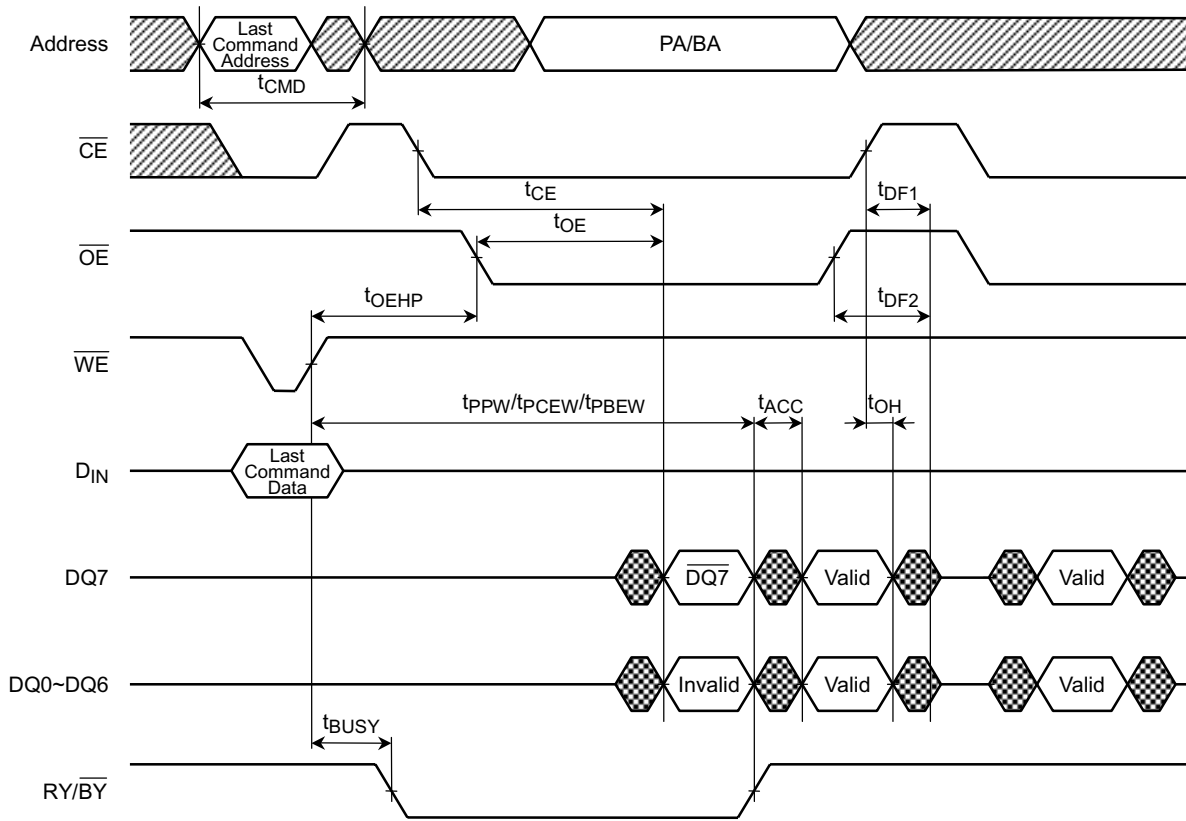 Address
Last
Command
Address
PA/BA
tCMD
CE
tCE
tDF1
tOE
OE
tOEHP
tDF2
WE
tPPW/tPCEW/tPBEW
tACC
tOH
DIN
Last
Command
Data
DQ7
DQ7
Valid
Valid
DQ0~DQ6
Invalid
Valid
Valid
tBUSY
RY/BY